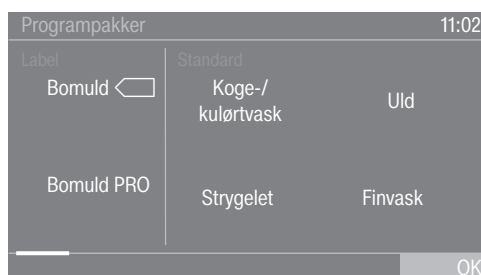 Programpakker 11:02
Label
Standard
Bomuld
Koge-/
kulørtvask
Uld
Bomuld PRO
Strygelet
Finvask
OK